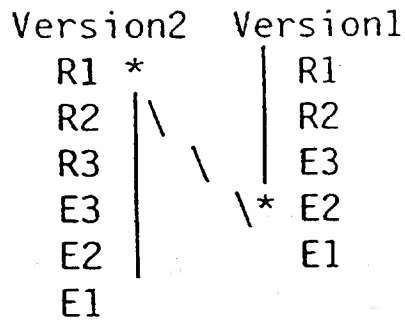 Version2 Version1
R1 * R1
R2 R2
R3 E3
E3 * E2
E2 E1
E1